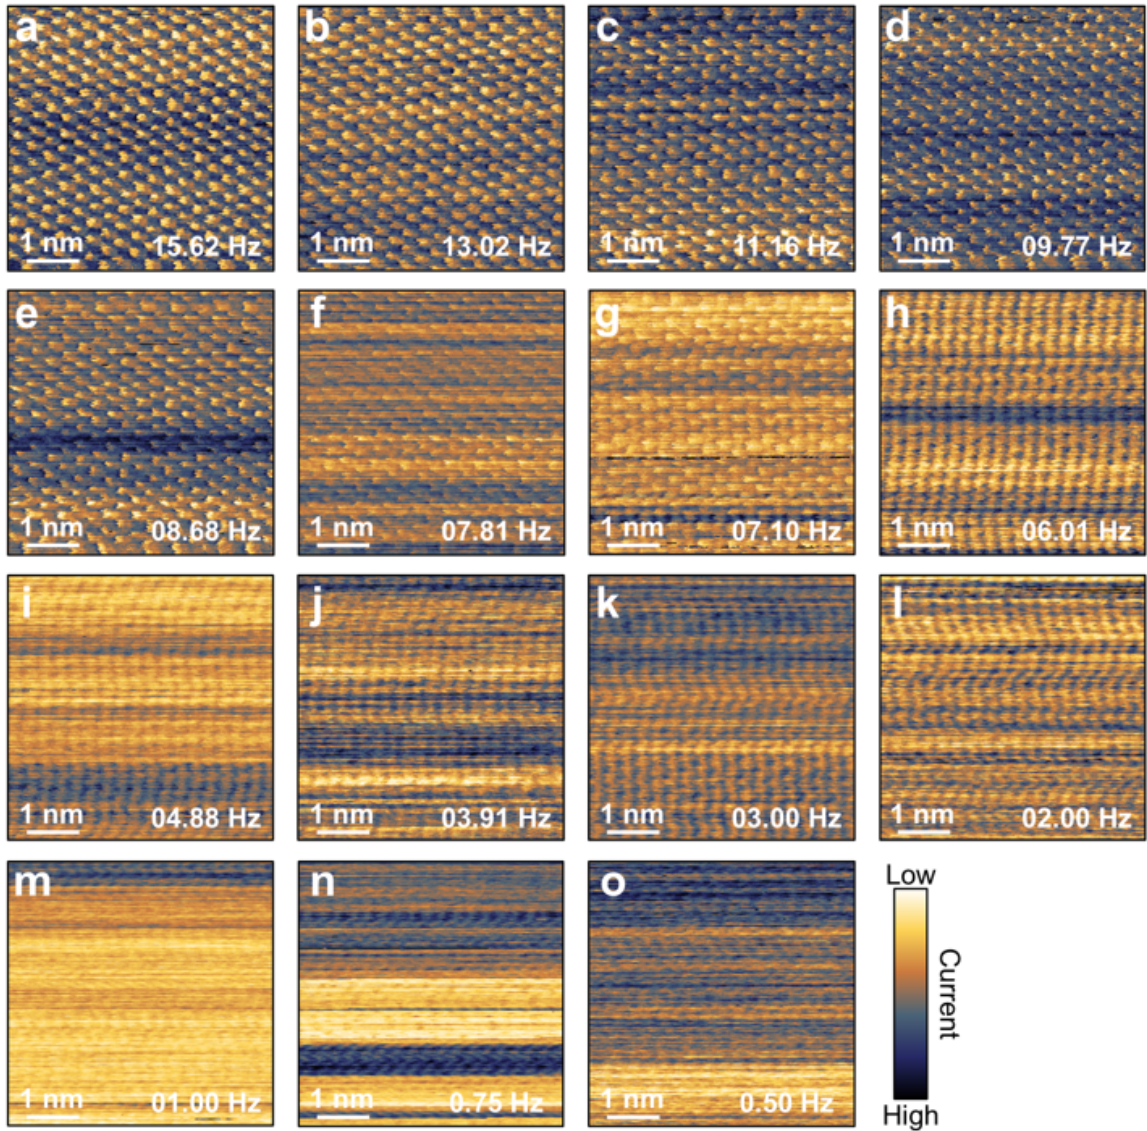 a
1 nm 15.62 Hz
b
1 nm 13.02 Hz
c
1 nm 11.16 Hz
d
1 nm 09.77 Hz
e
1 nm 08.68 Hz
f
1 nm 07.81 Hz
g
1 nm 07.10 Hz
h
1 nm 06.01 Hz
i
1 nm 04.88 Hz
j
1 nm 03.91 Hz
k
1 nm 03.00 Hz
l
1 nm 02.00 Hz
m
1 nm 01.00 Hz
n
1 nm 0.75 Hz
o
1 nm 0.50 Hz
Low
Current
High